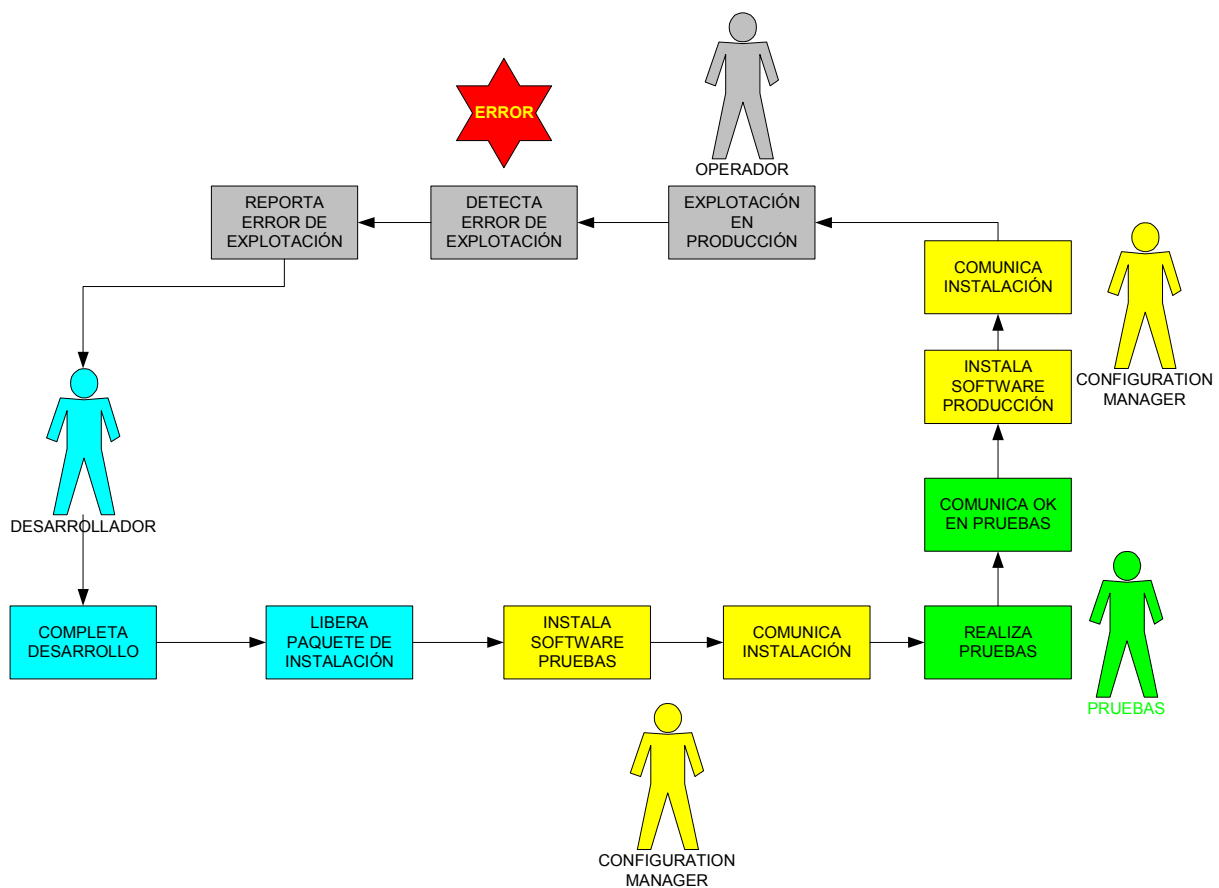 ERROR
OPERADOR
REPORTA
ERROR DE
EXPLOTACIÓN
DETECTA
ERROR DE
EXPLOTACIÓN
EXPLOTACIÓN
EN
PRODUCCIÓN
COMUNICA
INSTALACIÓN
CONFIGURATION
MANAGER
INSTALA
SOFTWARE
PRODUCCIÓN
COMUNICA OK
EN PRUEBAS
DESARROLLADOR
COMPLETA
DESARROLLO
LIBERA
PAQUETE DE
INSTALACIÓN
INSTALA
SOFTWARE
PRUEBAS
COMUNICA
INSTALACIÓN
REALIZA
PRUEBAS
PRUEBAS
CONFIGURATION
MANAGER